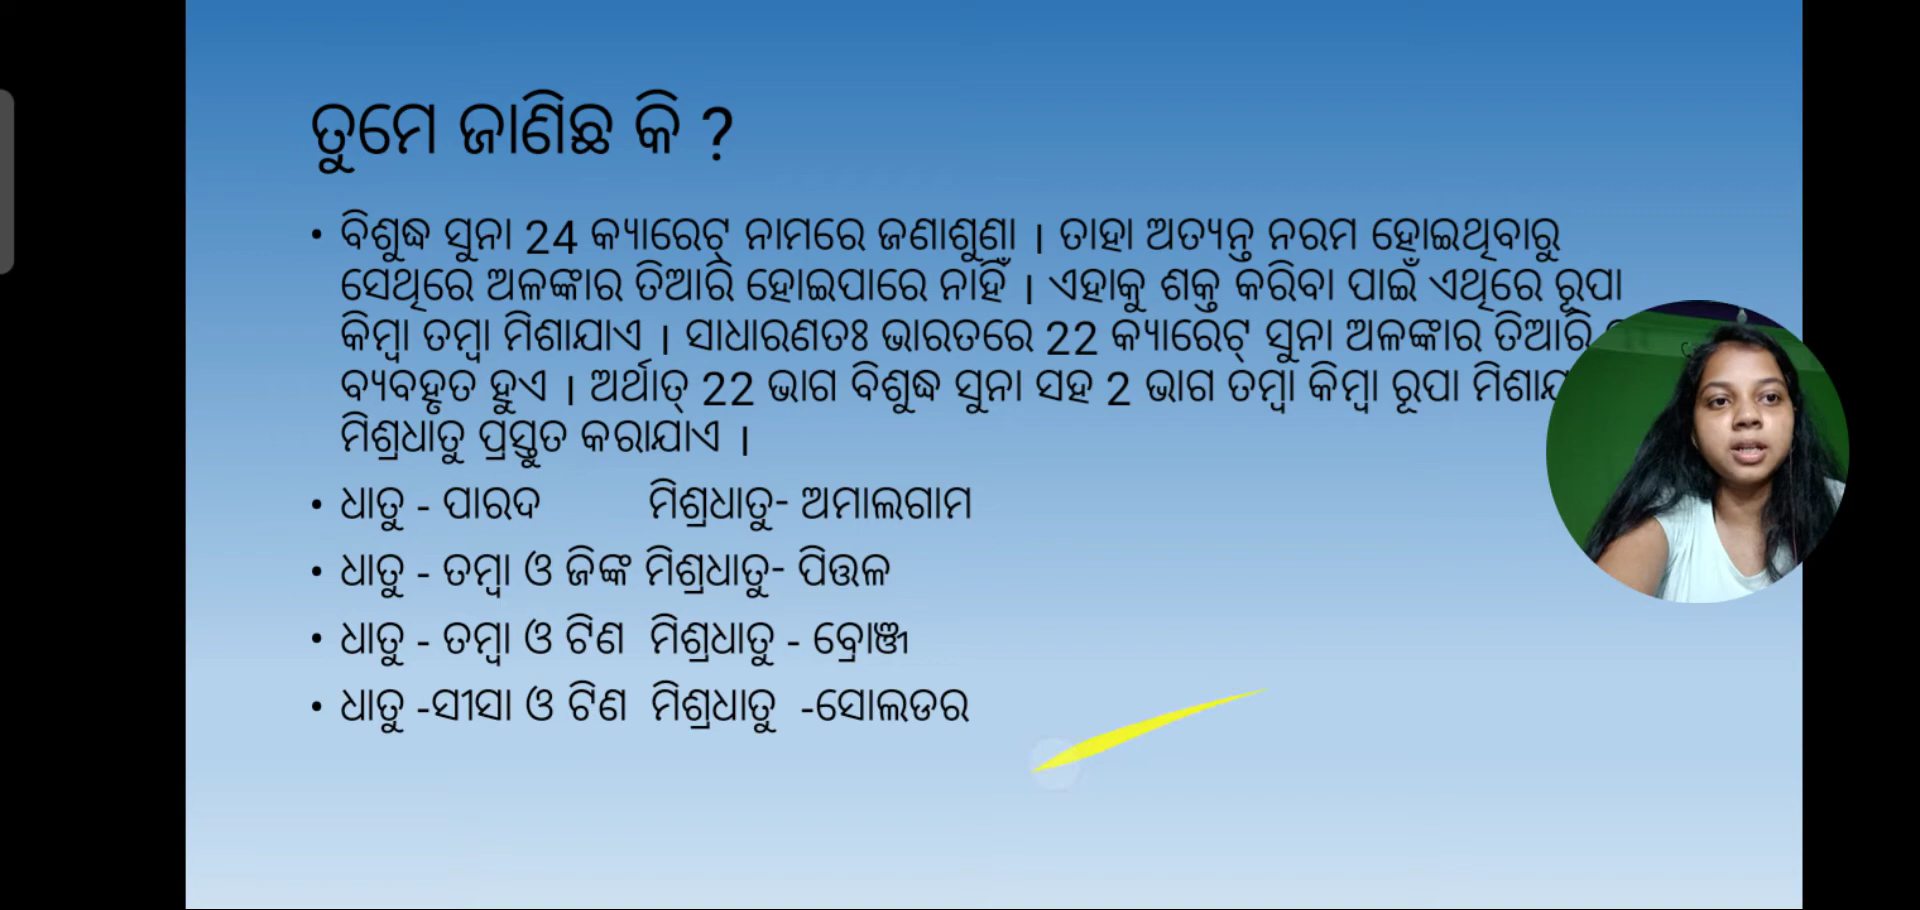 ତୁମେ ଜାଣିଛ କି ?
• ବିଶୁଦ୍ଧ ସୁନା 24 କ୍ୟାରେଟ୍ ନାମରେ ଜଣାଶୁଣା । ତାହା ଅତ୍ୟନ୍ତ ନରମ ହୋଇଥିବାରୁ
ସେଥିରେ ଅଳଙ୍କାର ତିଆରି ହୋଇପାରେ ନାହିଁ । ଏହାକୁ ଶକ୍ତ କରିବା ପାଇଁ ଏଥିରେ ରୂପା
କିମ୍ବା ତମ୍ବା ମିଶାଯାଏ । ସାଧାରଣତଃ ଭାରତରେ 22 କ୍ୟାରେଟ୍ ସୁନା ଅଳଙ୍କାର ତିଆରି
ବ୍ୟବହୃତ ହୁଏ । ଅର୍ଥାତ୍ 22 ଭାଗ ବିଶୁଦ୍ଧ ସୁନା ସହ 2 ଭାଗ ତମ୍ବା କିମ୍ବା ରୂପା
ମିଶ୍ରଧାତୁ ପ୍ରସ୍ତୁତ କରାଯାଏ ।
• ଧାତୁ - ପାରଦ ମିଶ୍ରଧାତୁ- ଅମାଲଗାମ
• ଧାତୁ - ତମ୍ବା ଓ ଜିଙ୍କ ମିଶ୍ରଧାତୁ- ପିତ୍ତଳ
• ଧାତୁ - ତମ୍ବା ଓ ଟିଣ ମିଶ୍ରଧାତୁ - ବ୍ରୋଞ୍ଜ
• ଧାତୁ -ସୀସା ଓ ଟିଣ ମିଶ୍ରଧାତୁ -ସୋଲଡର